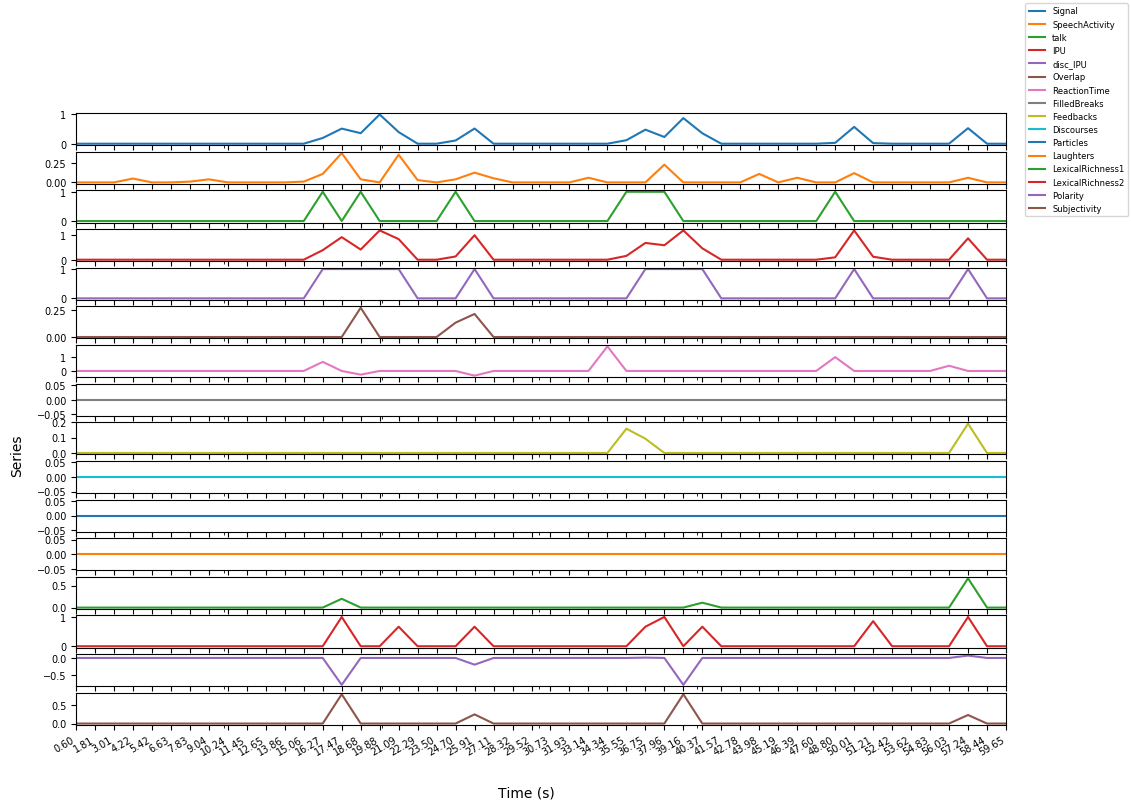 Signal
SpeechActivity
talk
IPU
disc_IPU
Overlap
ReactionTime
FilledBreaks
Feedbacks
Discourses
Particles
Laughters
LexicalRichness1
LexicalRichness2
Polarity
Subjectivity
1
0
0.25
0.00
1
0
1
0
1
0
0.25
0.00
1
0
0.05
0.00
−0.05
0.2
0.1
0.0
0.05
0.00
−0.05
0.05
0.00
−0.05
0.05
0.00
−0.05
0.5
0.0
1
0
0.0
−0.5
0.5
0.0
Series
0.60 1.81 3.01 4.22 5.42 6.63 7.83 9.04 10.24 11.45 12.65 13.86 15.06 16.27 17.47 18.68 19.88 21.09 22.29 23.50 24.70 25.91 27.11 28.32 29.52 30.73 31.93 33.14 34.34 35.55 36.75 37.96 39.16 40.37 41.57 42.78 43.98 45.19 46.39 47.60 48.80 50.01 51.21 52.42 53.62 54.83 56.03 57.24 58.44 59.65
Time (s)